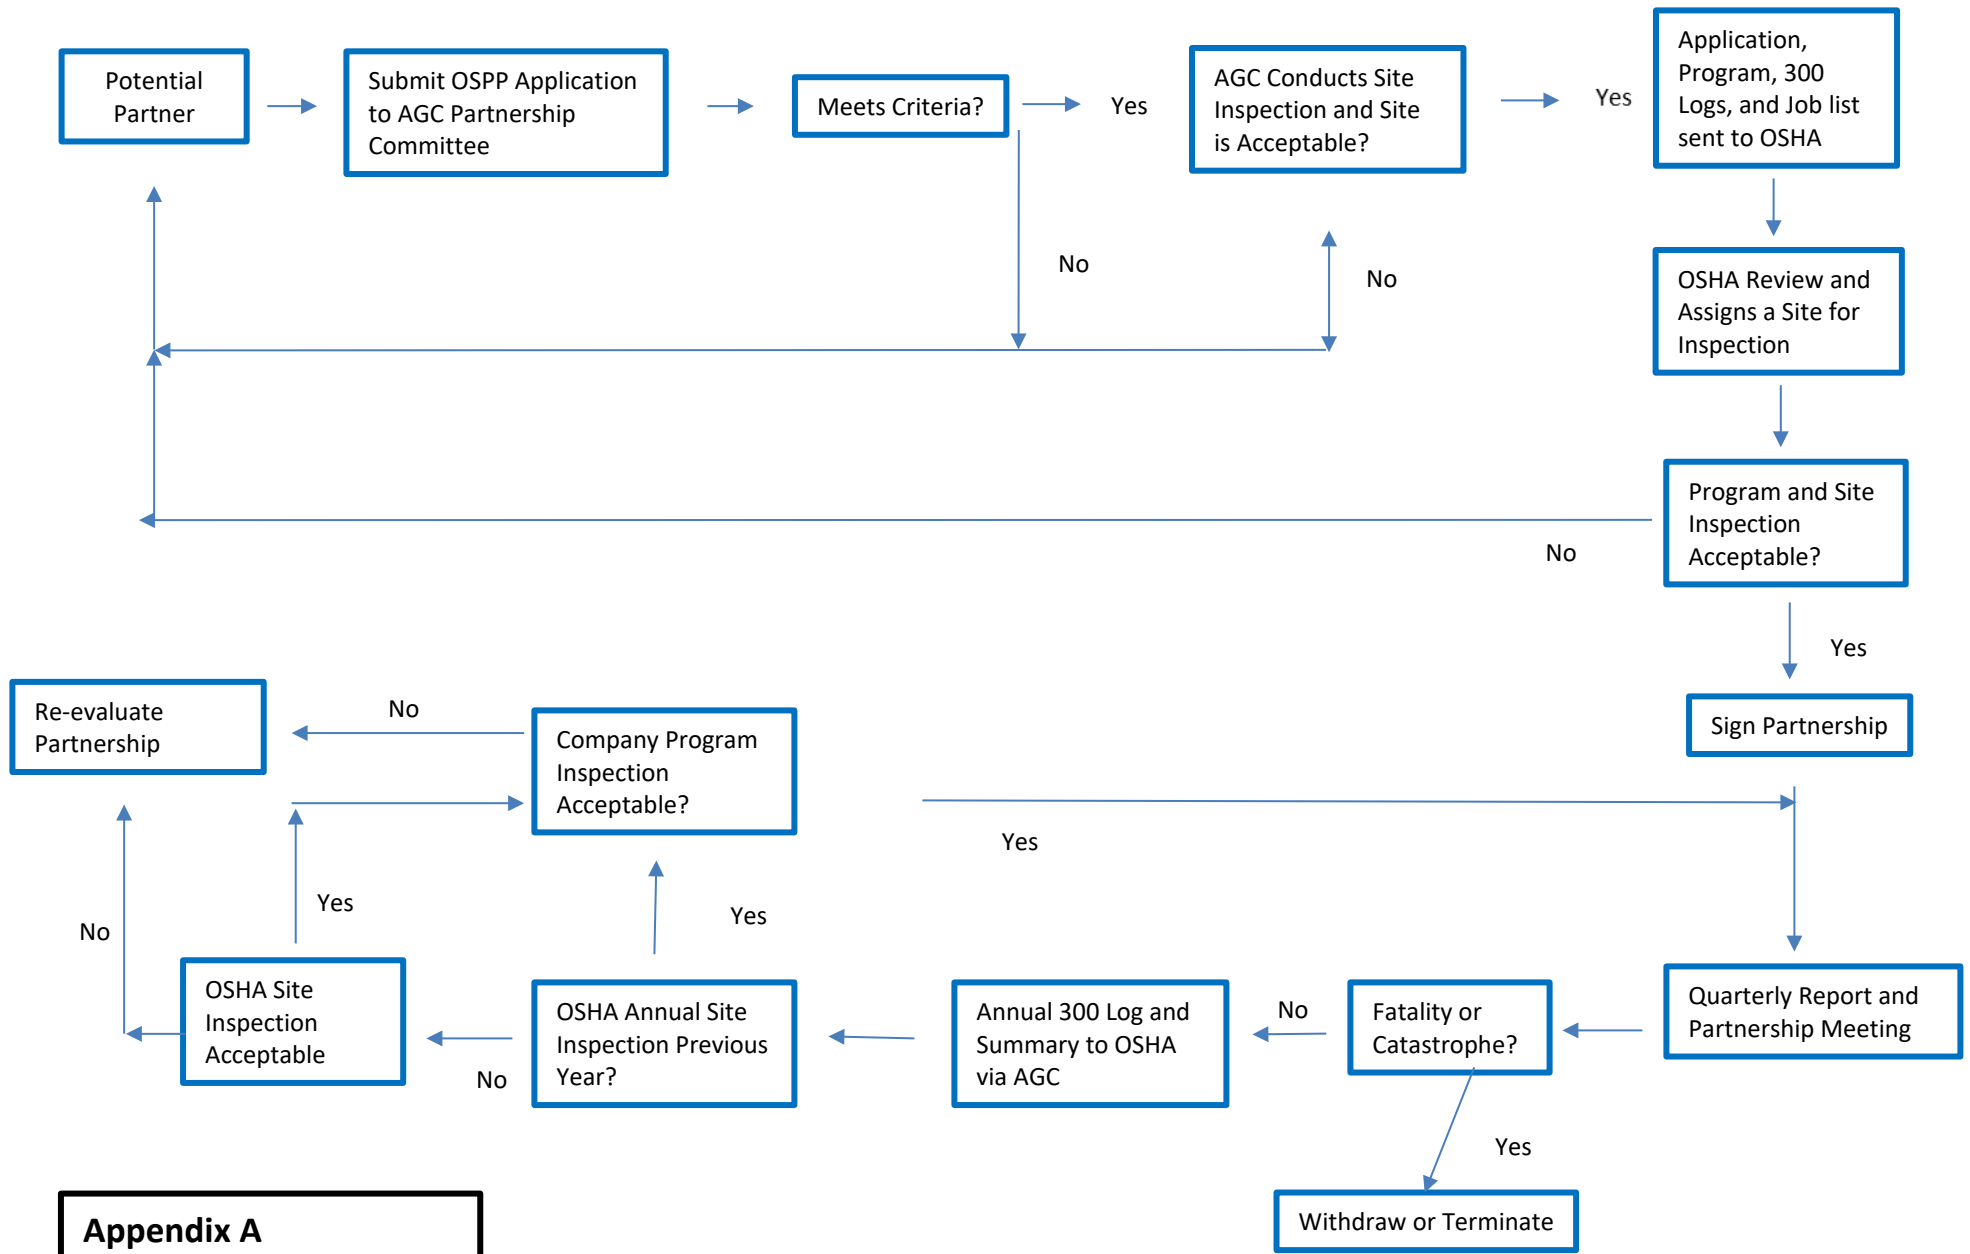 Potential
Partner
Submit OSPP Application
to AGC Partnership
Committee
Meets Criteria?
Yes
AGC Conducts Site
Inspection and Site
is Acceptable?
Yes
Application,
Program, 300
Logs, and Job list
sent to OSHA
No
No
OSHA Review and
Assigns a Site for
Inspection
Program and Site
Inspection
Acceptable?
No
Yes
Sign Partnership
Re-evaluate
Partnership
No
Company Program
Inspection
Acceptable?
Yes
Yes
Yes
No
OSHA Site
Inspection
Acceptable
No
OSHA Annual Site
Inspection Previous
Year?
Annual 300 Log and
Summary to OSHA
via AGC
No
Fatality or
Catastrophe?
Quarterly Report and
Partnership Meeting
Yes
Withdraw or Terminate
Appendix A